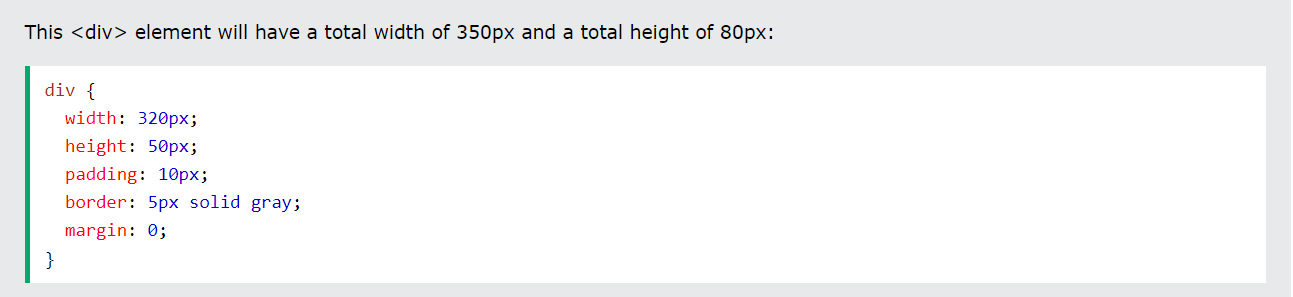 This <div> element will have a total width of 350px and a total height of 80px:
div {
  width: 320px;
  height: 50px;
  padding: 10px;
  border: 5px solid gray;
  margin: 0;
}